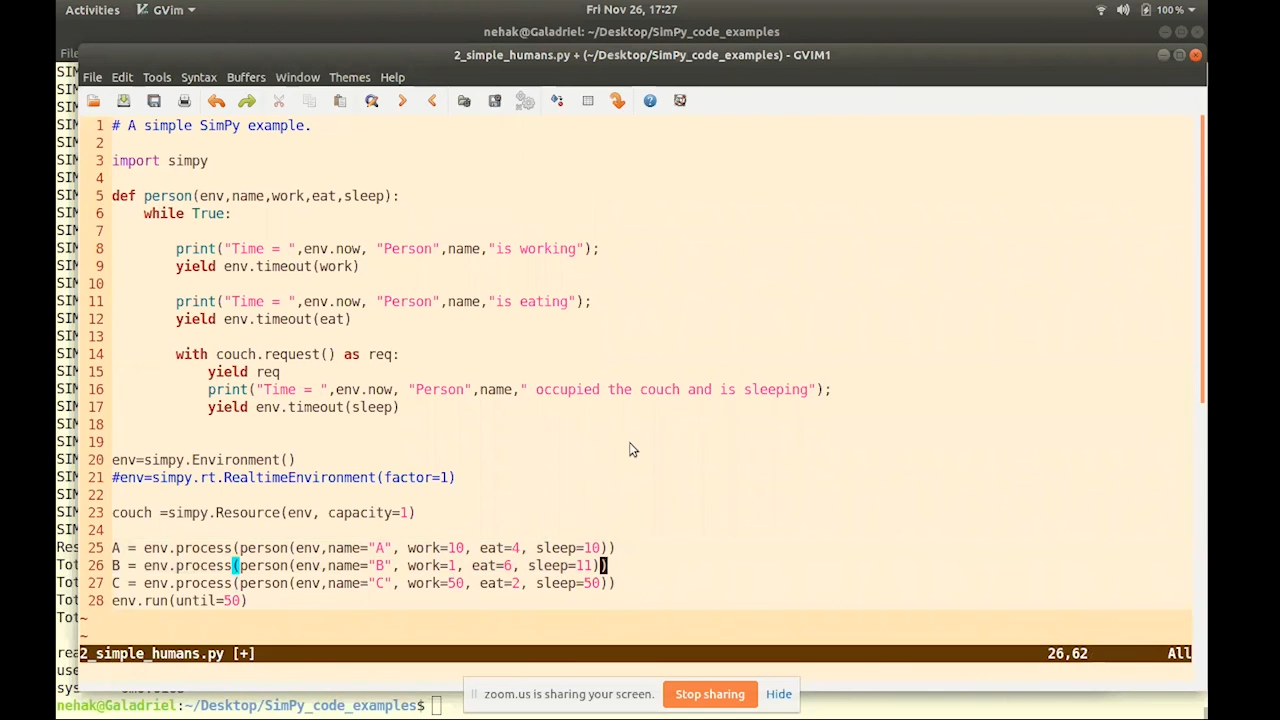 Activities GVim Fri Nov 26, 17:27 100 %
nehak@Galadriel: ~/Desktop/SimPy_code_examples
2_simple_humans.py + (~/Desktop/SimPy_code_examples) - GVIM1
File Edit Tools Syntax Buffers Window Themes Help
1 # A simple SimPy example.
2
3 import simpy
4
5 def person(env,name,work,eat,sleep):
6     while True:
7
8         print("Time = ",env.now, "Person",name,"is working");
9         yield env.timeout(work)
10
11         print("Time = ",env.now, "Person",name,"is eating");
12         yield env.timeout(eat)
13
14         with couch.request() as req:
15             yield req
16             print("Time = ",env.now, "Person",name," occupied the couch and is sleeping");
17             yield env.timeout(sleep)
18
19
20 env=simpy.Environment()
21 #env=simpy.rt.RealtimeEnvironment(factor=1)
22
23 couch =simpy.Resource(env, capacity=1)
24
25 A = env.process(person(env,name="A", work=10, eat=4, sleep=10))
26 B = env.process(person(env,name="B", work=1, eat=6, sleep=11))
27 C = env.process(person(env,name="C", work=50, eat=2, sleep=50))
28 env.run(until=50)
~
~
2_simple_humans.py [+] 26,62 All
zoom.us is sharing your screen. Stop sharing Hide
nehak@Galadriel:~/Desktop/SimPy_code_examples$